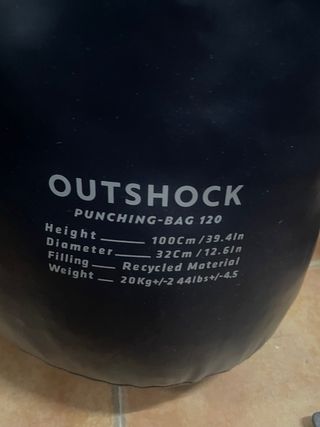 OUTSHOCK
PUNCHING-BAG 120
Height 100Cm/39.4In
Diameter 32Cm/12.6In
Filling Recycled Material
Weight 20Kg+/-2 44lbs+/-4.5